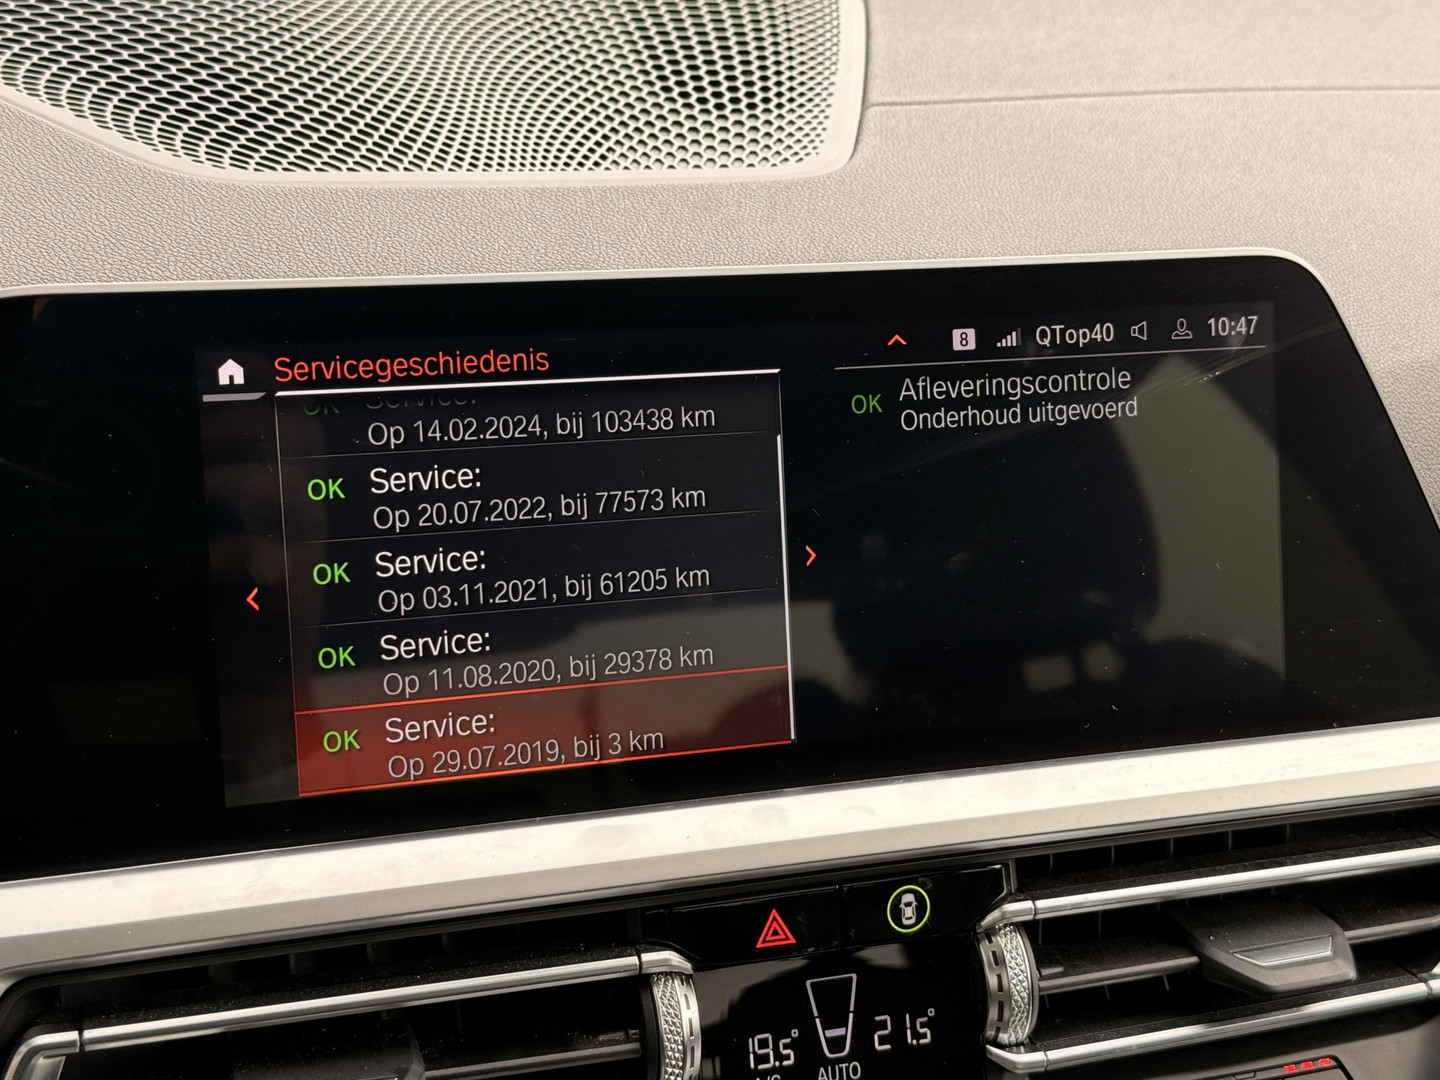 Servicegeschiedenis
8 QTop40 10:47
OK Service:
Op 14.02.2024, bij 103438 km
OK Service:
Op 20.07.2022, bij 77573 km
OK Service:
Op 03.11.2021, bij 61205 km
OK Service:
Op 11.08.2020, bij 29378 km
OK Service:
Op 29.07.2019, bij 3 km
OK Afleveringscontrole
Onderhoud uitgevoerd
19.5° 21.5°
A/C AUTO